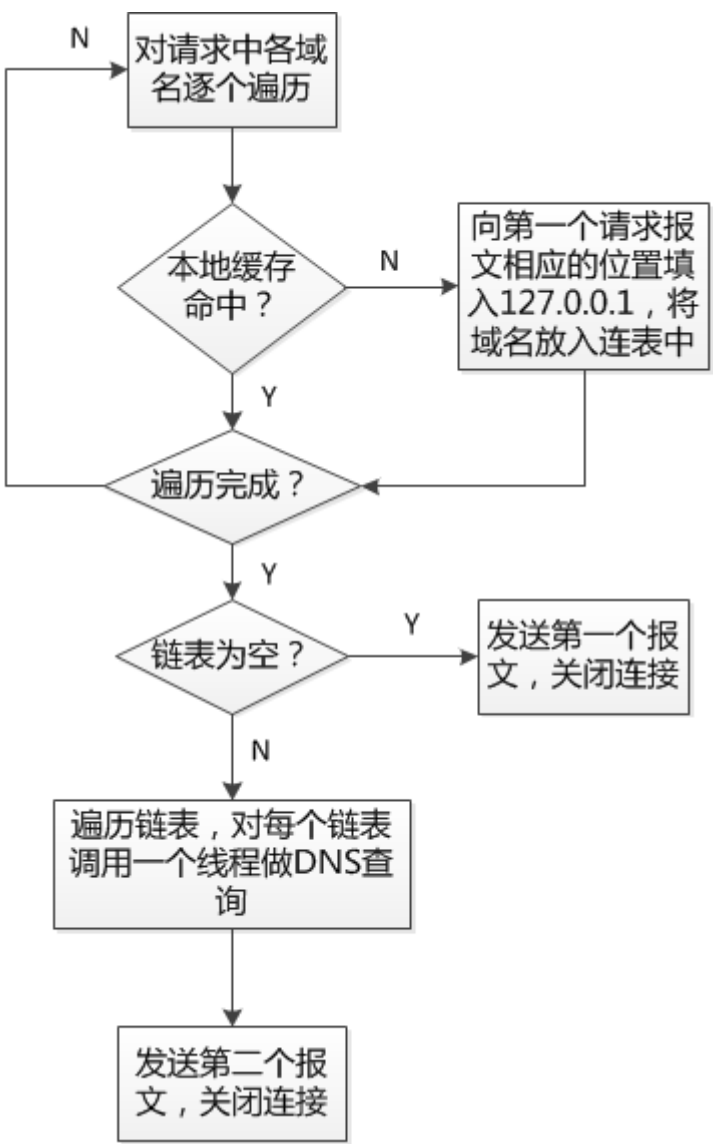 N
对请求中各域
名逐个遍历
本地缓存
命中？
N
向第一个请求报
文相应的位置填
入127.0.0.1，将
域名放入连表中
Y
遍历完成？
Y
链表为空？
Y
发送第一个报
文，关闭连接
N
遍历链表，对每个链表
调用一个线程做DNS查
询
发送第二个报
文，关闭连接